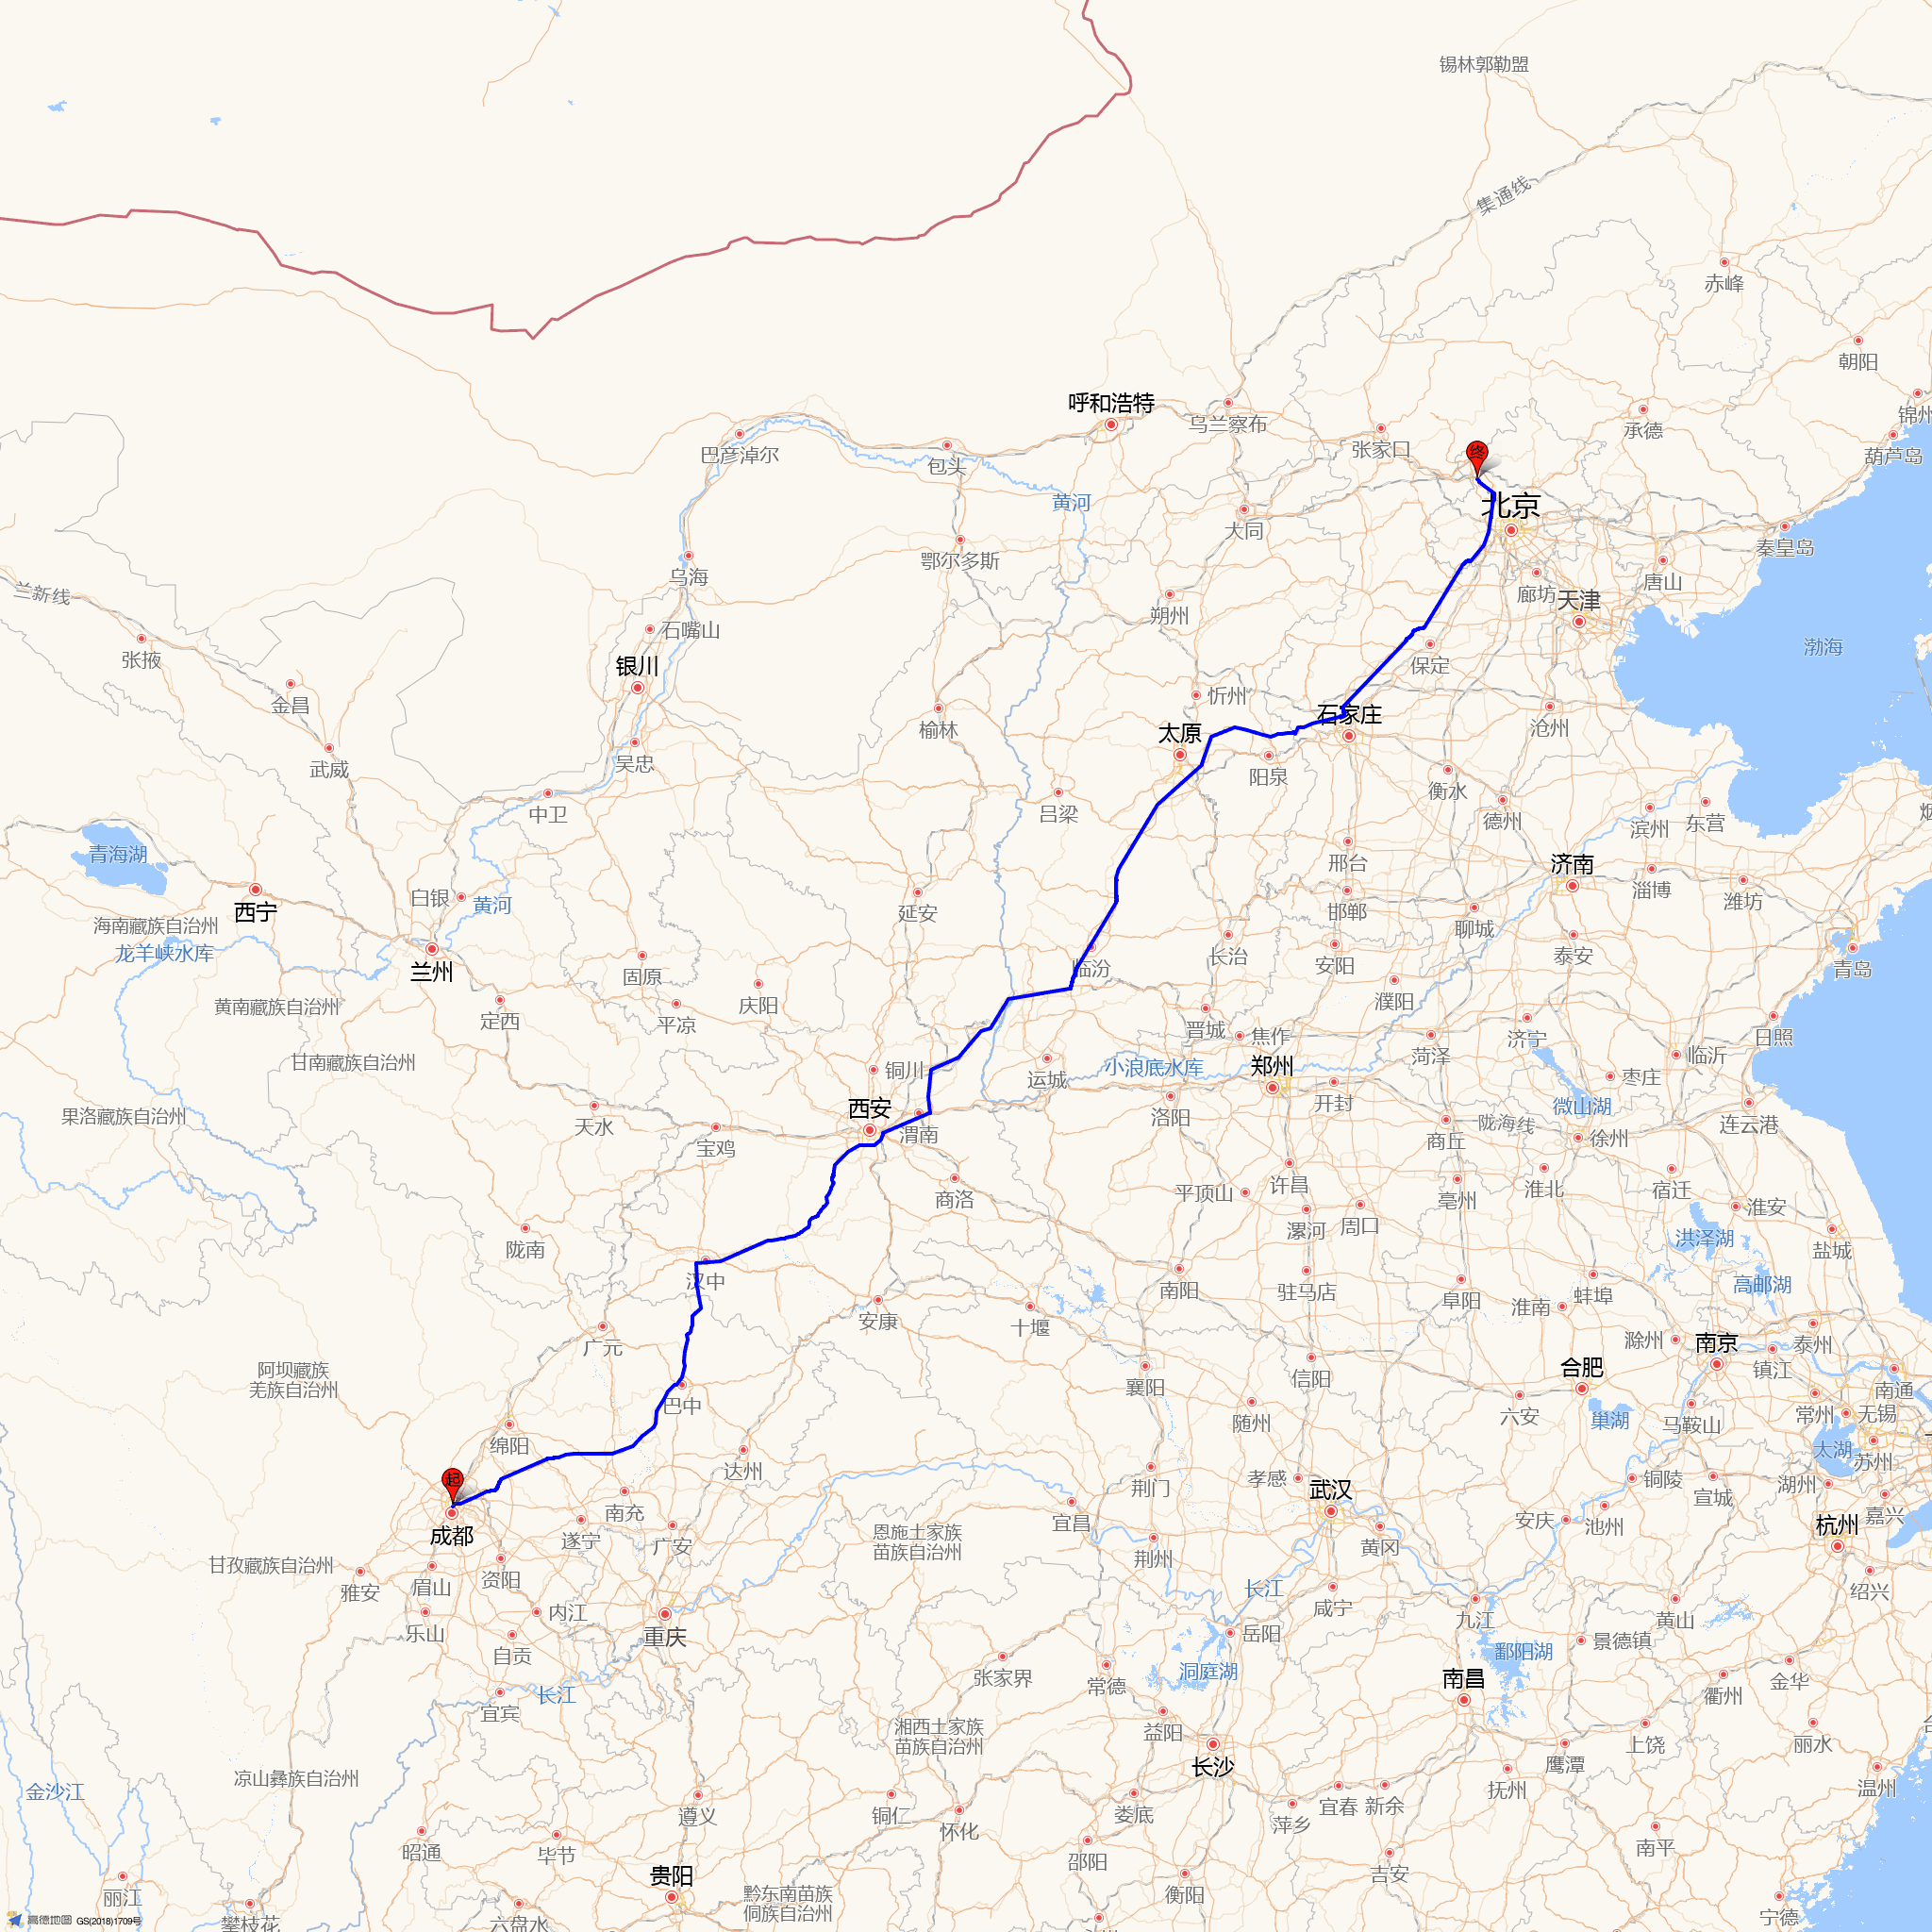 锡林郭勒盟
集通线
赤峰
朝阳
锦州
呼和浩特
乌兰察布
张家口
承德
葫芦岛
巴彦淖尔
包头
终
黄河
大同
北京
秦皇岛
鄂尔多斯
乌海
兰新线
廊坊
天津
唐山
朔州
石嘴山
渤海
张掖
银川
保定
忻州
金昌
榆林
太原
石家庄
沧州
武威
吴忠
阳泉
衡水
中卫
吕梁
德州
滨州
东营
烟
青海湖
邢台
济南
淄博
潍坊
白银
黄河
西宁
延安
邯郸
聊城
海南藏族自治州
龙羊峡水库
兰州
固原
庆阳
临汾
长治
安阳
泰安
青岛
黄南藏族自治州
定西
平凉
濮阳
晋城
焦作
济宁
日照
甘南藏族自治州
铜川
运城
小浪底水库
郑州
菏泽
临沂
枣庄
果洛藏族自治州
天水
西安
渭南
洛阳
开封
微山湖
陇海线
连云港
宝鸡
商丘
徐州
商洛
平顶山
许昌
亳州
淮北
宿迁
淮安
陇南
漯河
周口
洪泽湖
盐城
汉中
南阳
驻马店
阜阳
淮南
蚌埠
高邮湖
安康
十堰
广元
滁州
南京
泰州
阿坝藏族
羌族自治州
信阳
合肥
镇江
襄阳
南通
巴中
随州
六安
巢湖
马鞍山
常州
无锡
绵阳
太湖
苏州
达州
起
荆门
孝感
武汉
铜陵
宣城
湖州
南充
宜昌
安庆
池州
嘉兴
成都
遂宁
广安
恩施土家族
苗族自治州
黄冈
杭州
甘孜藏族自治州
雅安
眉山
资阳
荆州
长江
绍兴
乐山
内江
重庆
咸宁
九江
黄山
自贡
岳阳
景德镇
张家界
洞庭湖
鄱阳湖
长江
宜宾
常德
南昌
衢州
金华
湘西土家族
苗族自治州
益阳
上饶
丽水
长沙
鹰潭
凉山彝族自治州
金沙江
抚州
温州
遵义
铜仁
娄底
萍乡
宜春
新余
昭通
毕节
怀化
邵阳
吉安
南平
贵阳
丽江
黔东南苗族
侗族自治州
衡阳
攀枝花
六盘水
宁德
高德地图 GS(2018)1709号